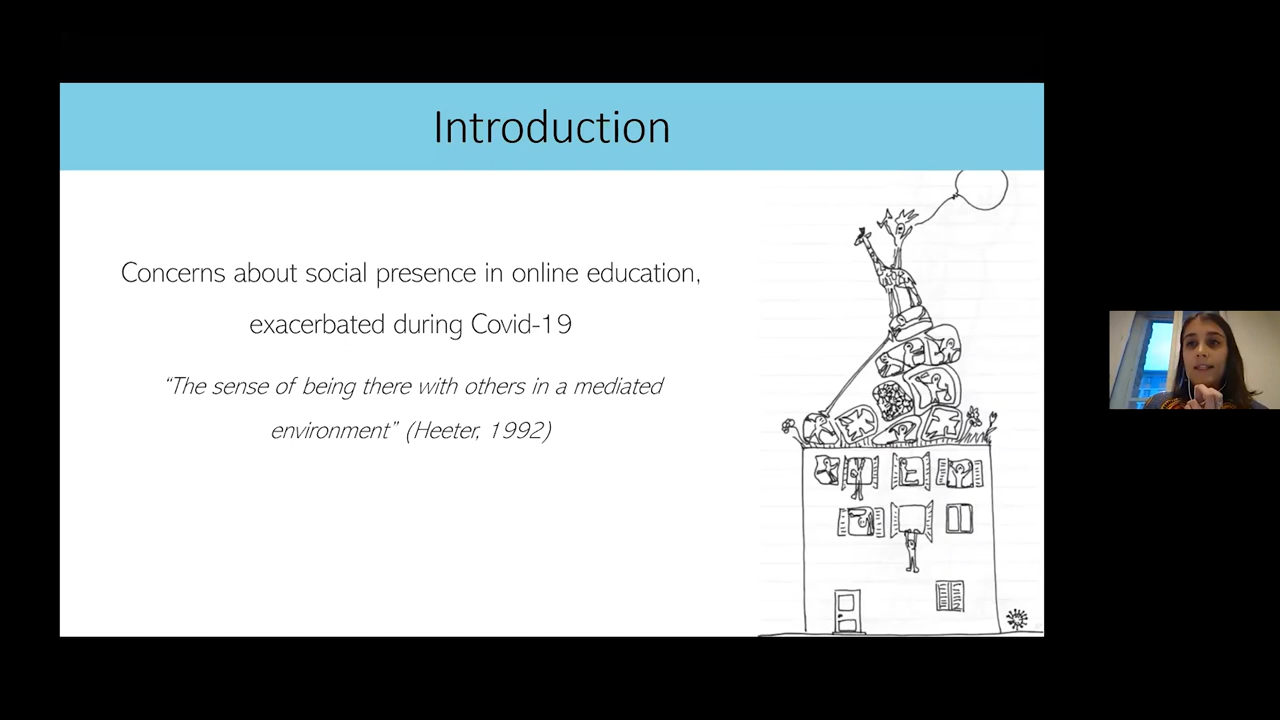 Introduction
Concerns about social presence in online education,
exacerbated during Covid-19
“The sense of being there with others in a mediated
environment” (Heeter, 1992)